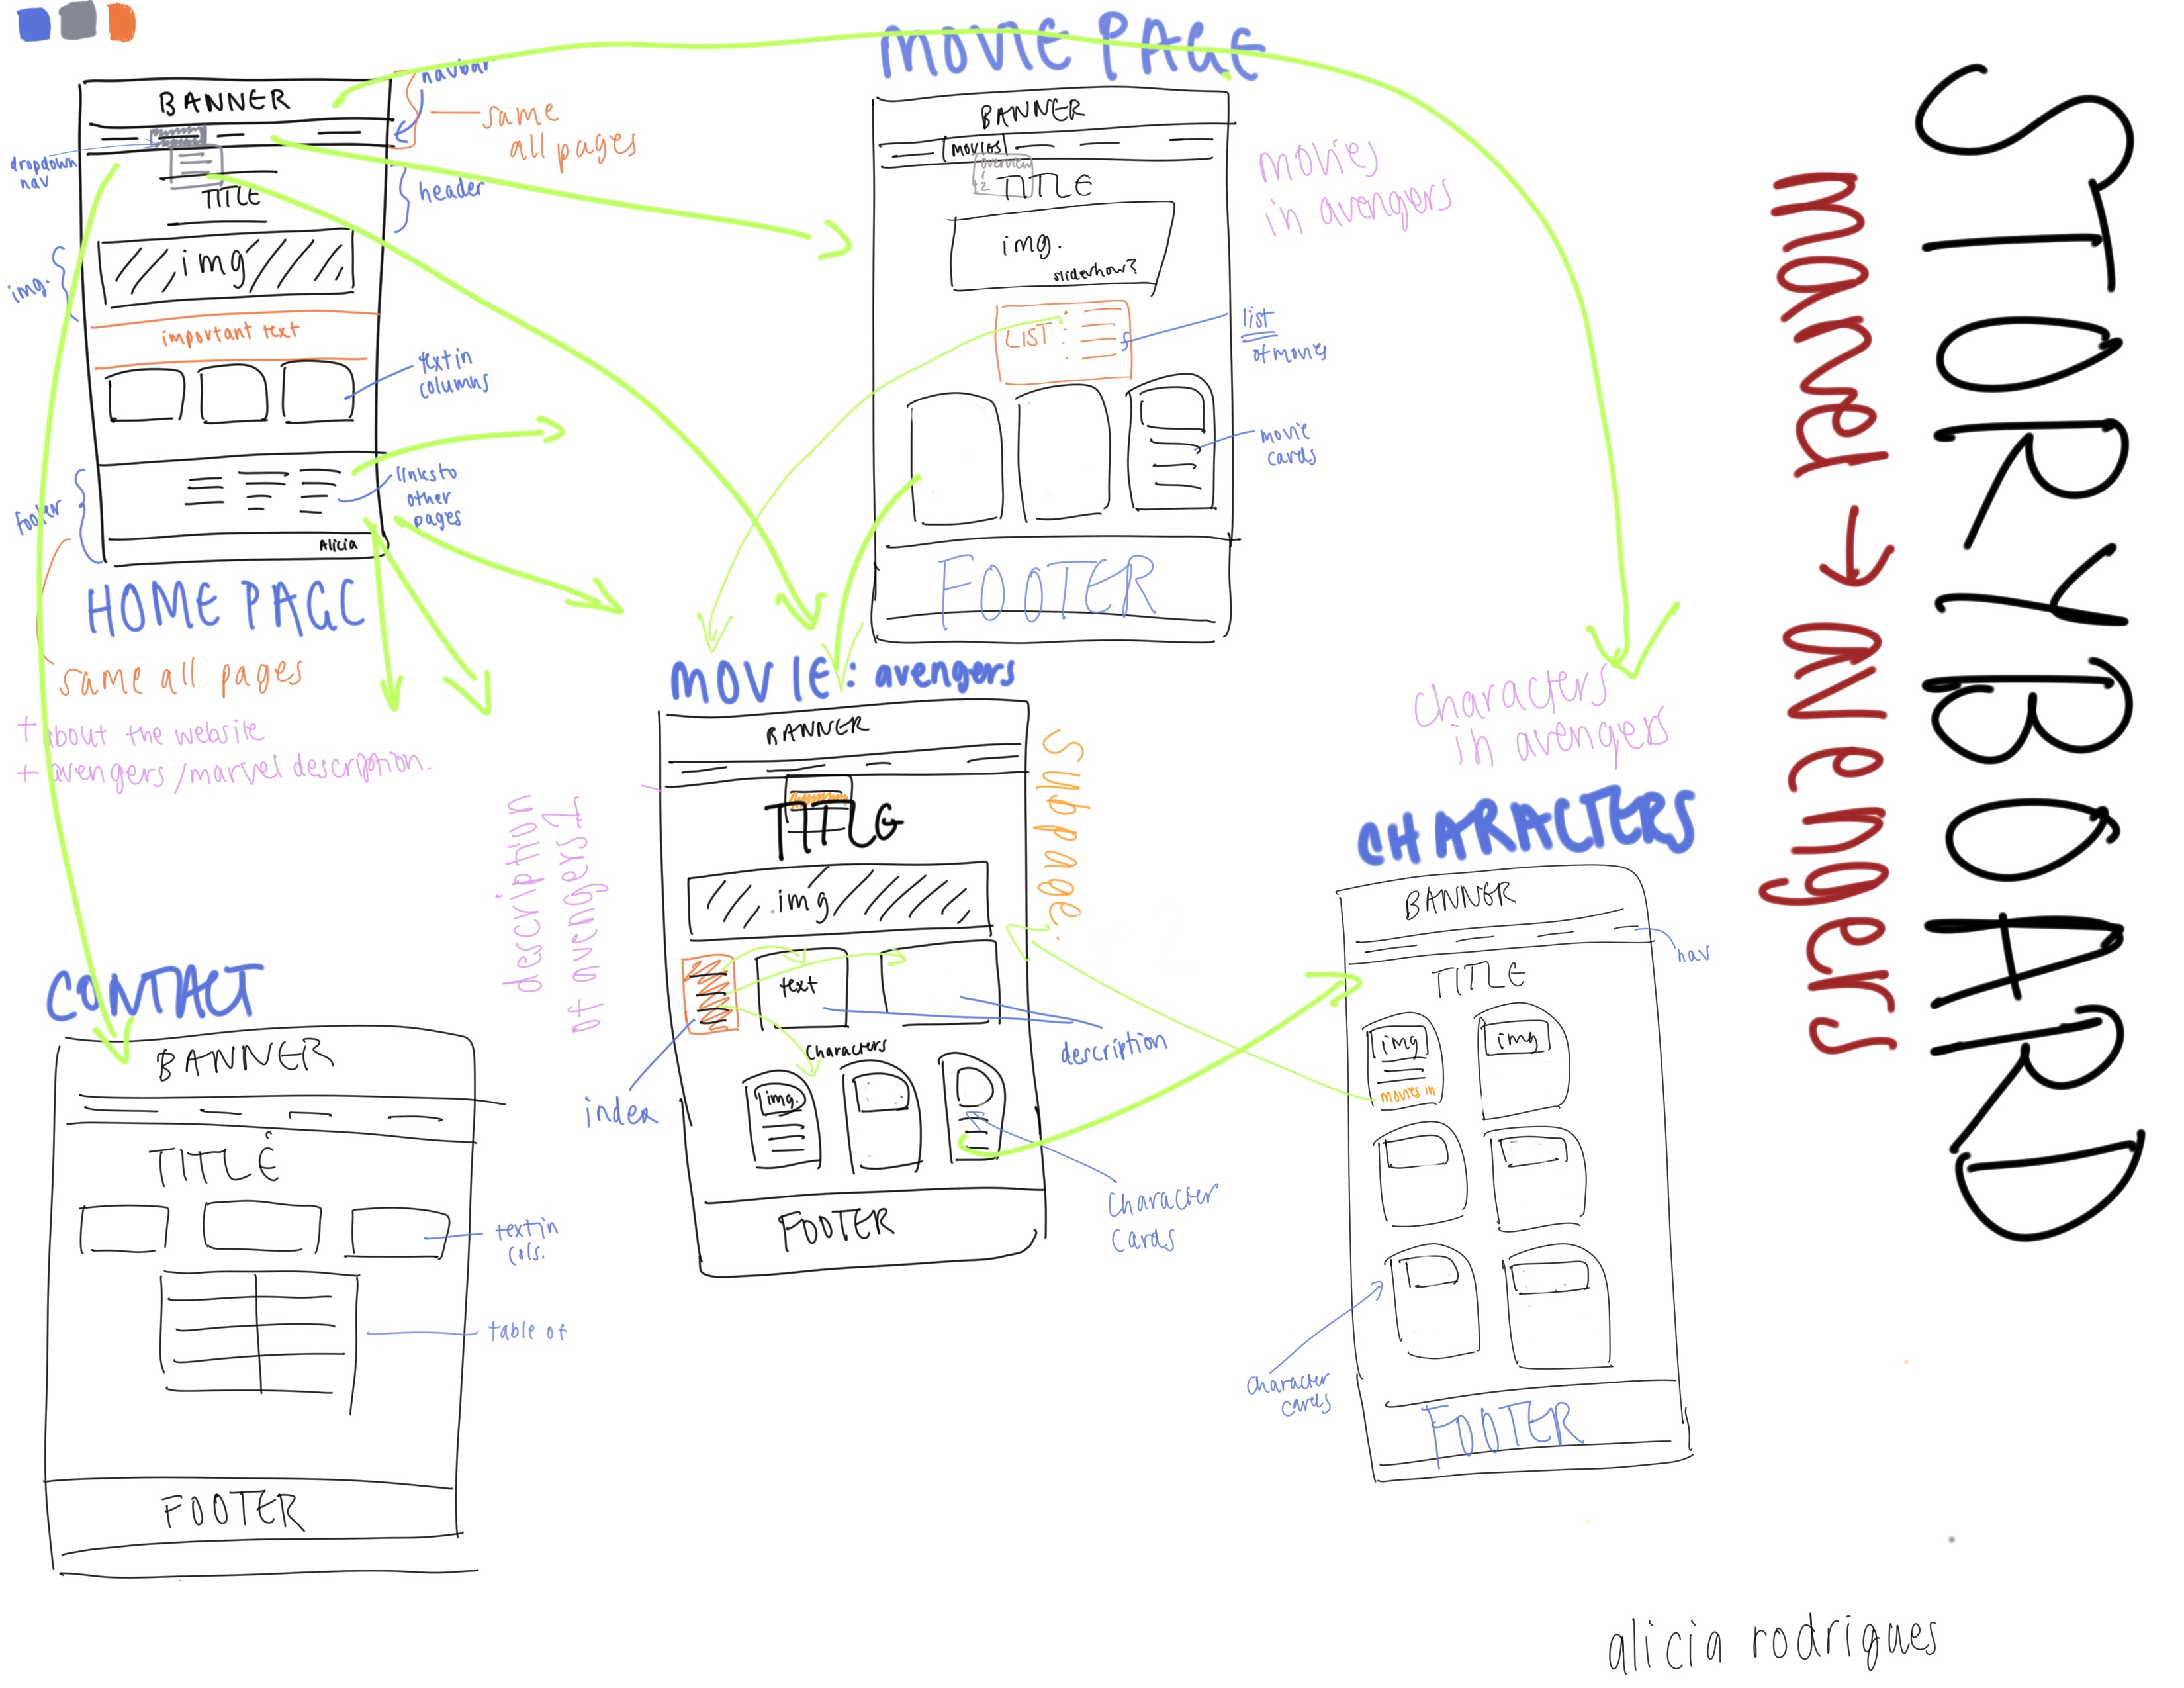 STORYBOARD
marvel → avengers
BANNER
navbar
same
all pages
dropdown
nav
TITLE
header
img
img.
important text
text in
columns
footer
links to
other
pages
Alicia
HOME PAGE
same all pages
+ about the website
+ avengers/marvel description.
MOVIE PAGE
BANNER
MOVIES
overview
1
2
TITLE
movies
in avengers
img.
sliderhow?
LIST :
list
of movies
movie
cards
FOOTER
MOVIE: avengers
BANNER
subpage.
TITLE
description
of avengers 1
img
text
description
index
characters
img.
character
cards
FOOTER
characters
in avengers
CHARACTERS
BANNER
nav
TITLE
img
img
movies in
character
cards
FOOTER
CONTACT
BANNER
TITLE
text in
cols.
table of
FOOTER
alicia rodrigues